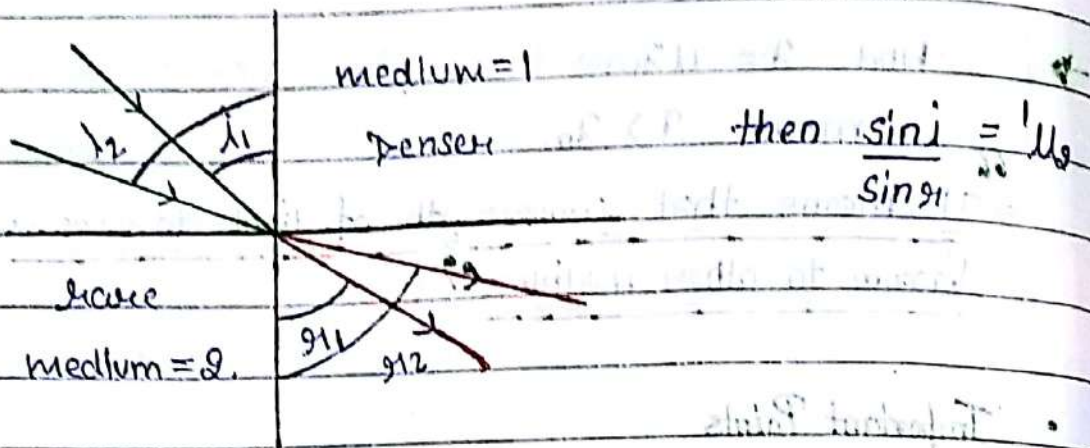 medium = 1
Denser
then sin i / sin r = ¹μ₂
i₂ i₁
rare
medium = 2.
r₁
r₂